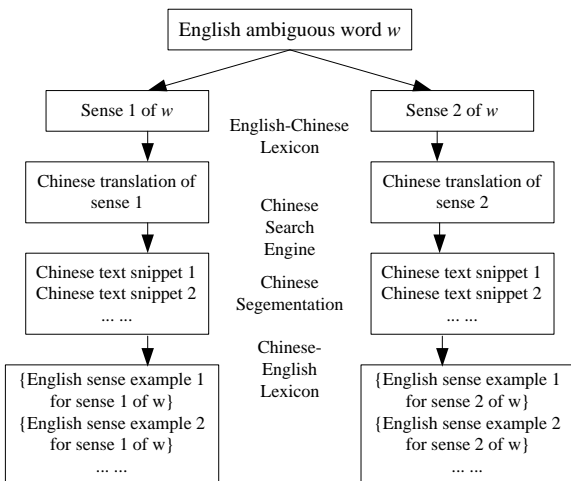 English ambiguous word w
Sense 1 of w
Sense 2 of w
English-Chinese
Lexicon
Chinese translation of
sense 1
Chinese translation of
sense 2
Chinese
Search
Engine
Chinese text snippet 1
Chinese text snippet 2
... ...
Chinese text snippet 1
Chinese text snippet 2
... ...
Chinese
Segementation
Chinese-
English
Lexicon
{English sense example 1
for sense 1 of w}
{English sense example 2
for sense 1 of w}
... ...
{English sense example 1
for sense 2 of w}
{English sense example 2
for sense 2 of w}
... ...